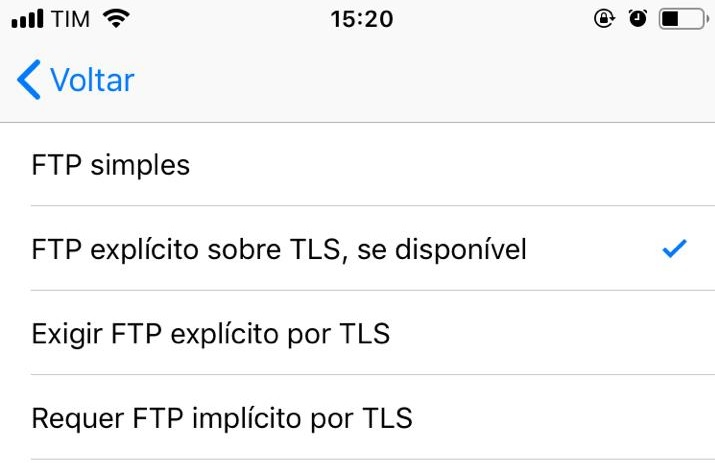 TIM 15:20
Voltar
FTP simples
FTP explícito sobre TLS, se disponível
Exigir FTP explícito por TLS
Requer FTP implícito por TLS